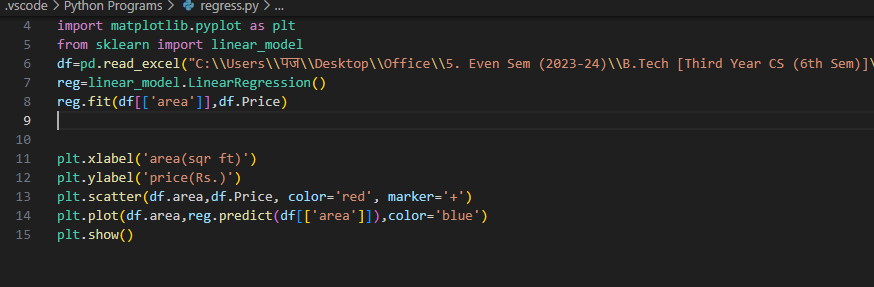 .vscode > Python Programs > regress.py > ...
4 import matplotlib.pyplot as plt
5 from sklearn import linear_model
6 df=pd.read_excel("C:\\Users\\पज\\Desktop\\Office\\5. Even Sem (2023-24)\\B.Tech [Third Year CS (6th Sem)]\
7 reg=linear_model.LinearRegression()
8 reg.fit(df[['area']],df.Price)
9
10
11 plt.xlabel('area(sqr ft)')
12 plt.ylabel('price(Rs.)')
13 plt.scatter(df.area,df.Price, color='red', marker='+')
14 plt.plot(df.area,reg.predict(df[['area']]),color='blue')
15 plt.show()